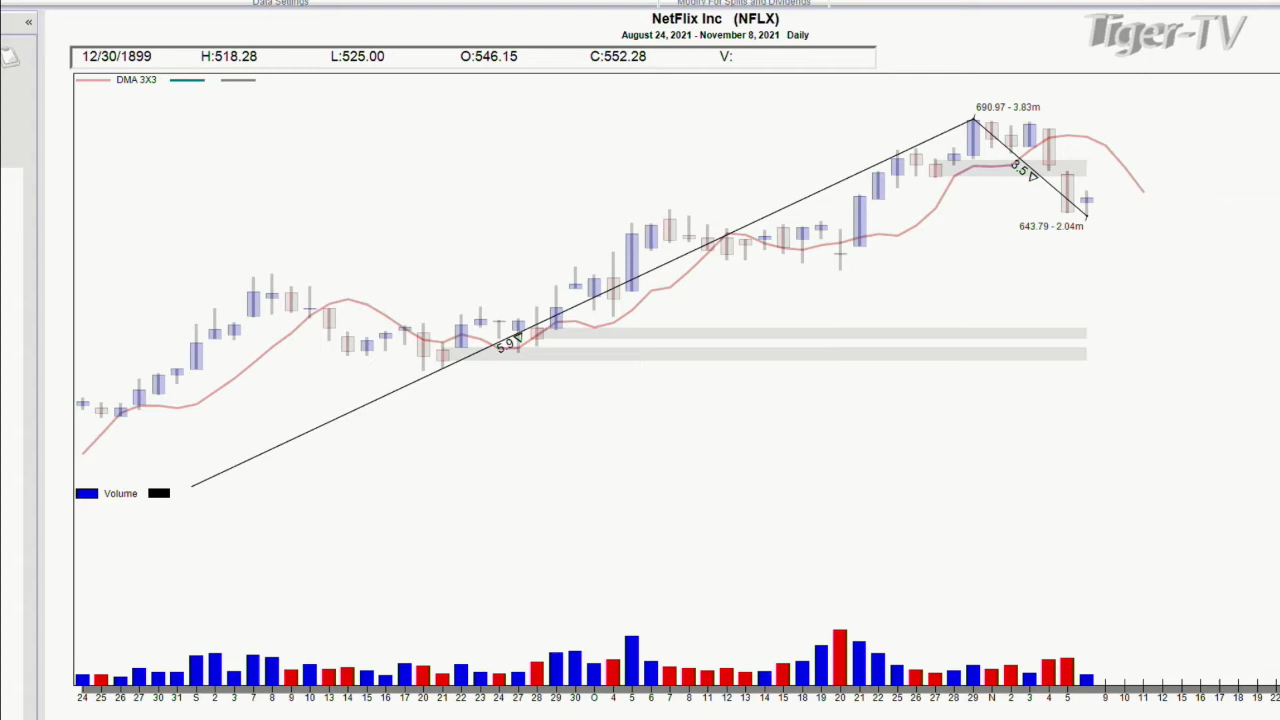 Data Settings
Modify For Splits and Dividends
«
NetFlix Inc (NFLX)
August 24, 2021 - November 8, 2021 Daily
Tiger-TV
12/30/1899 H:518.28 L:525.00 O:546.15 C:552.28 V:
DMA 3X3
690.97 - 3.83m
8.5
643.79 - 2.04m
5.9
Volume
24 25 26 27 30 31 S 2 3 7 8 9 10 13 14 15 16 17 20 21 22 23 24 27 28 29 30 O 4 5 6 7 8 11 12 13 14 15 18 19 20 21 22 25 26 27 28 29 N 2 3 4 5 9 10 11 12 15 16 17 18 19 22